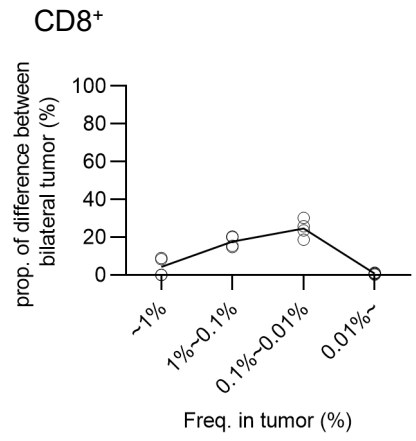 CD8⁺
prop. of difference between
bilateral tumor (%)
100
80
60
40
20
0
~1%
1%~0.1%
0.1%~0.01%
0.01%~
Freq. in tumor (%)